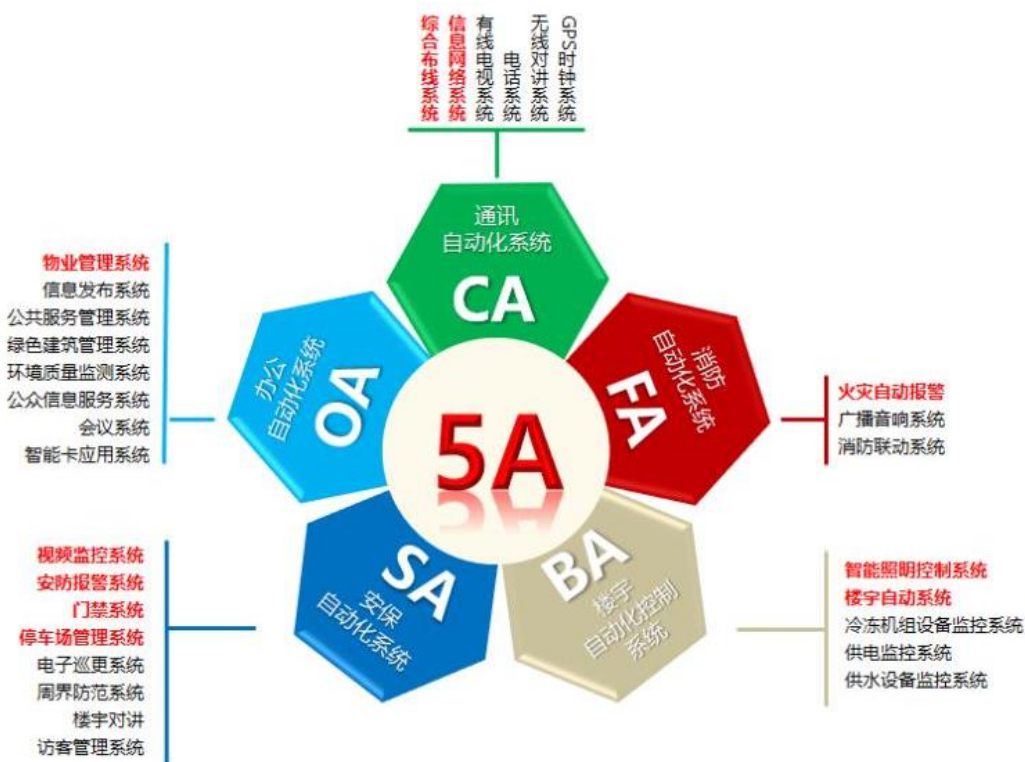 综合布线系统
信息网络系统
有线电视系统
电话系统
无线对讲系统
GPS时钟系统
通讯
自动化系统
CA
物业管理系统
信息发布系统
公共服务管理系统
绿色建筑管理系统
环境质量监测系统
公众信息服务系统
会议系统
智能卡应用系统
办公
自动化系统
OA
消防
自动化系统
FA
火灾自动报警
广播音响系统
消防联动系统
5A
视频监控系统
安防报警系统
门禁系统
停车场管理系统
电子巡更系统
周界防范系统
楼宇对讲
访客管理系统
SA
安保
自动化系统
BA
楼宇
自动化控制
系统
智能照明控制系统
楼宇自动系统
冷冻机组设备监控系统
供电监控系统
供水设备监控系统